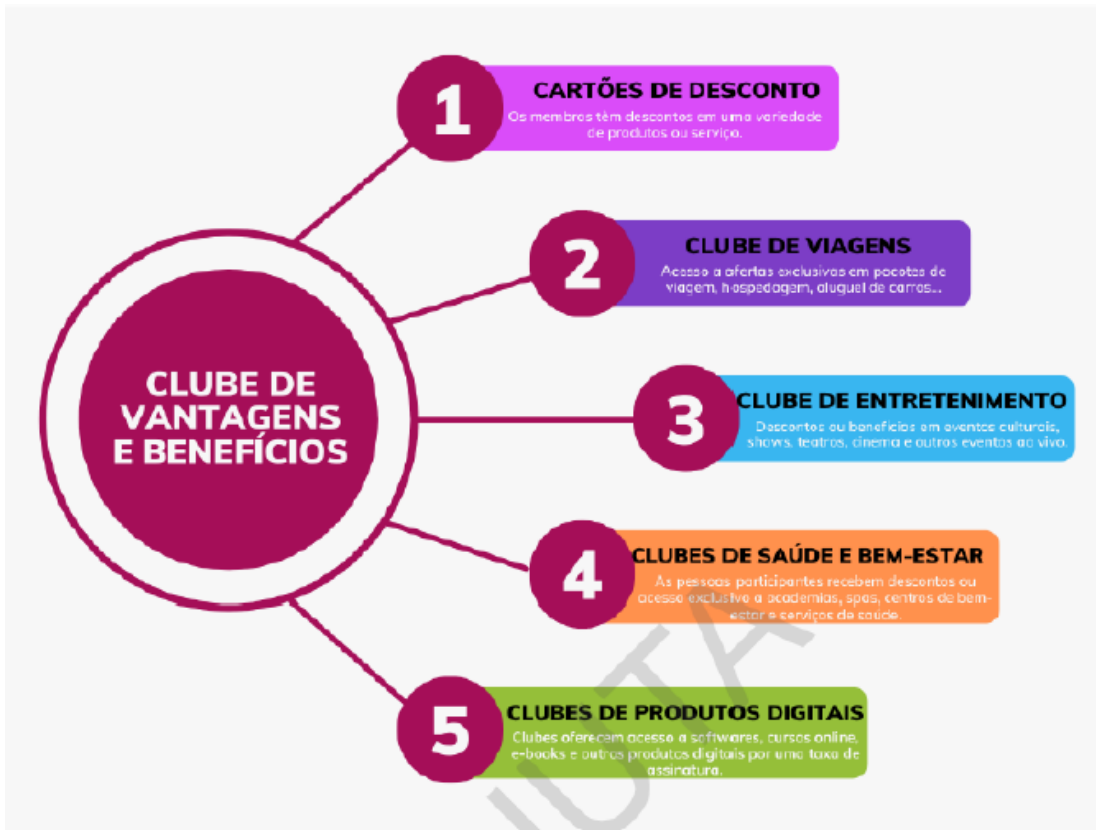 1
CARTÕES DE DESCONTO
Os membros têm descontos em uma variedade
de produtos ou serviço.
2
CLUBE DE VIAGENS
Acesso a ofertas exclusivas em pacotes de
viagem, hospedagem, aluguel de carros...
CLUBE DE
VANTAGENS
E BENEFÍCIOS
3
CLUBE DE ENTRETENIMENTO
Descontos ou benefícios em eventos culturais,
shows, teatros, cinema e outros eventos ao vivo.
4
CLUBES DE SAÚDE E BEM-ESTAR
As pessoas participantes recebem descontos ou
acesso exclusivo a academias, spas, centros de bem-
estar e serviços de saúde.
5
CLUBES DE PRODUTOS DIGITAIS
Clubes oferecem acesso a softwares, cursos online,
e-books e outros produtos digitais por uma taxa de
assinatura.
UTA